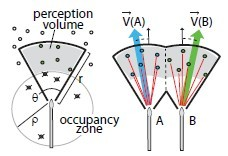 perception
volume
V(A)
V(B)
r
θ
ρ
occupancy
zone
A
B